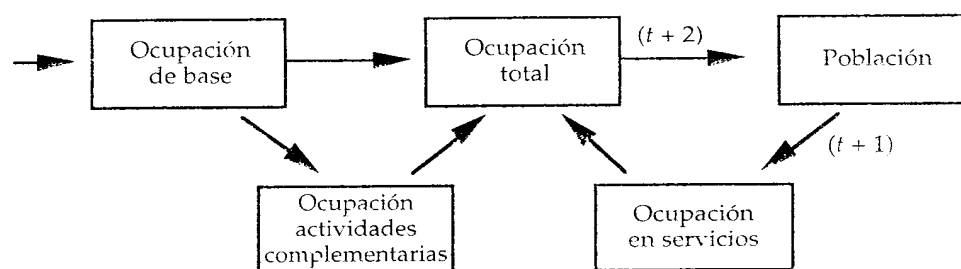 Ocupación
de base
Ocupación
total
(t + 2)
Población
(t + 1)
Ocupación
actividades
complementarias
Ocupación
en servicios